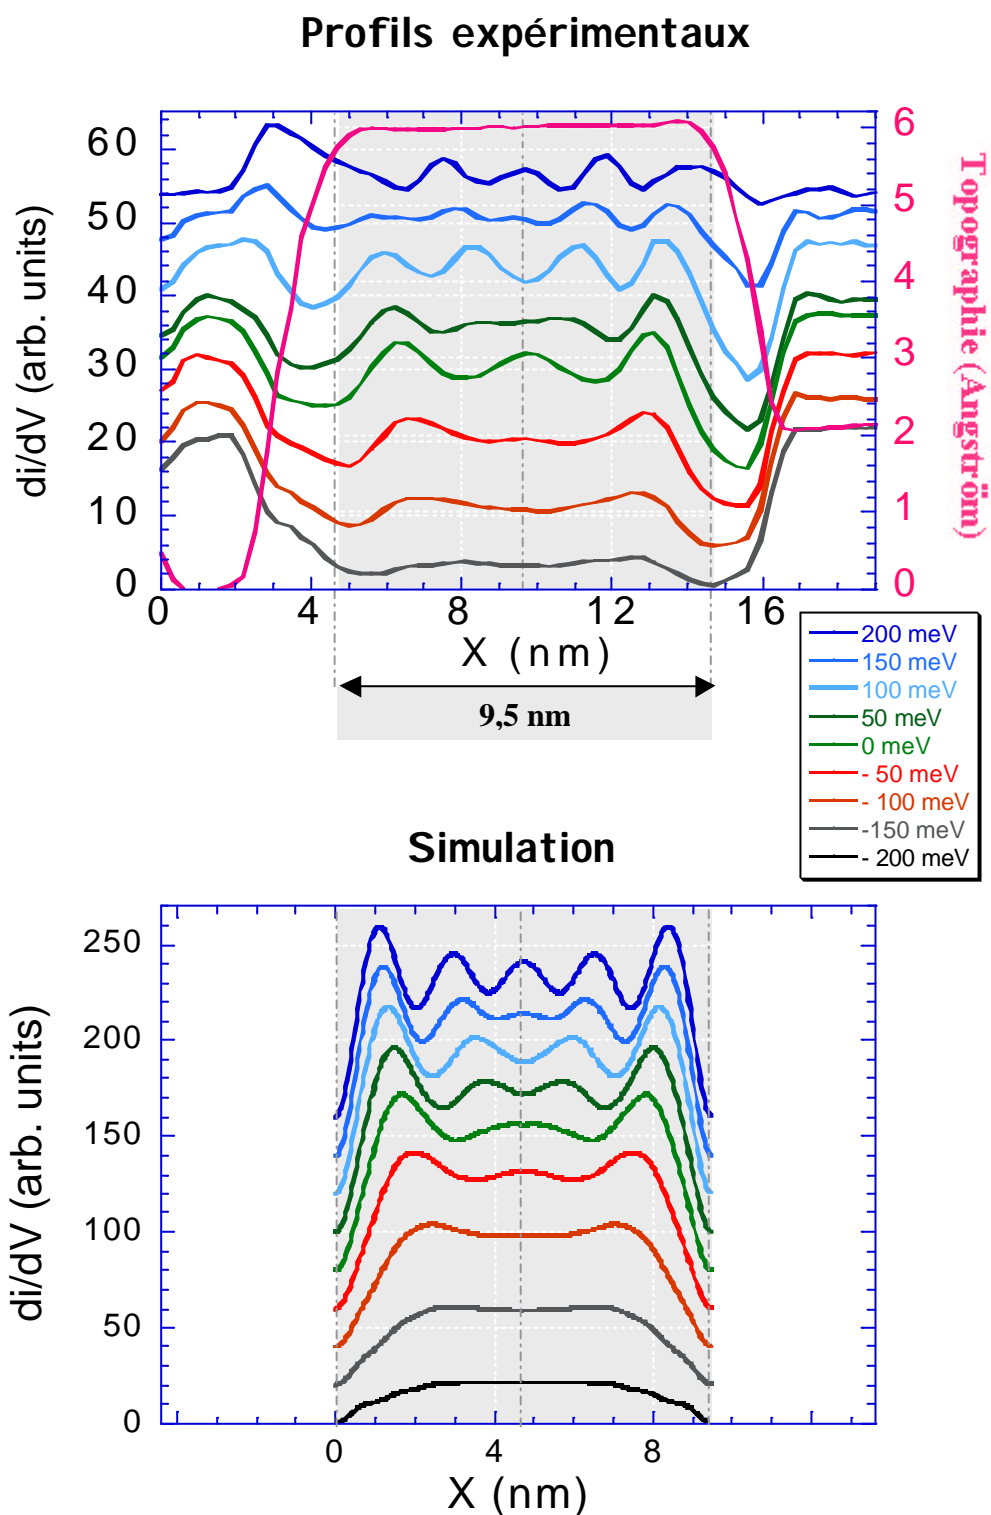 Profils expérimentaux
di/dV (arb. units)
60
50
40
30
20
10
0
6
5
4
3
2
1
0
Topographie (Angström)
0 4 8 12 16
X (nm)
9,5 nm
200 meV
150 meV
100 meV
50 meV
0 meV
- 50 meV
- 100 meV
-150 meV
- 200 meV
Simulation
di/dV (arb. units)
250
200
150
100
50
0
0 4 8
X (nm)